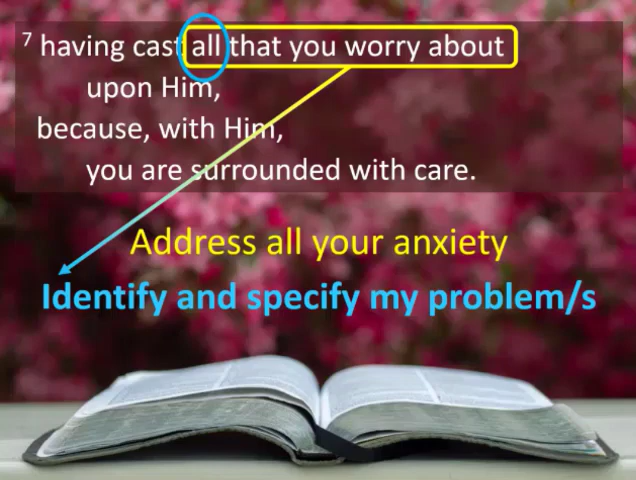 ⁷ having cast all that you worry about
upon Him,
because, with Him,
you are surrounded with care.
Address all your anxiety
Identify and specify my problem/s